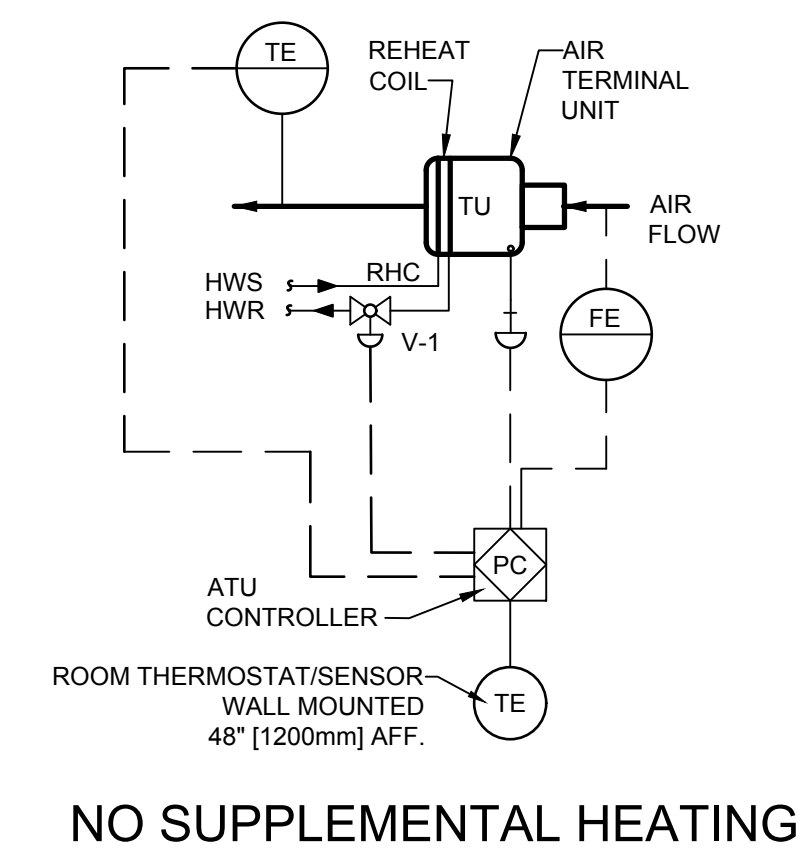 TE
REHEAT
COIL
AIR
TERMINAL
UNIT
TU
AIR
FLOW
HWS
RHC
HWR
V-1
FE
PC
ATU
CONTROLLER
ROOM THERMOSTAT/SENSOR
WALL MOUNTED
48" [1200mm] AFF.
TE
NO SUPPLEMENTAL HEATING